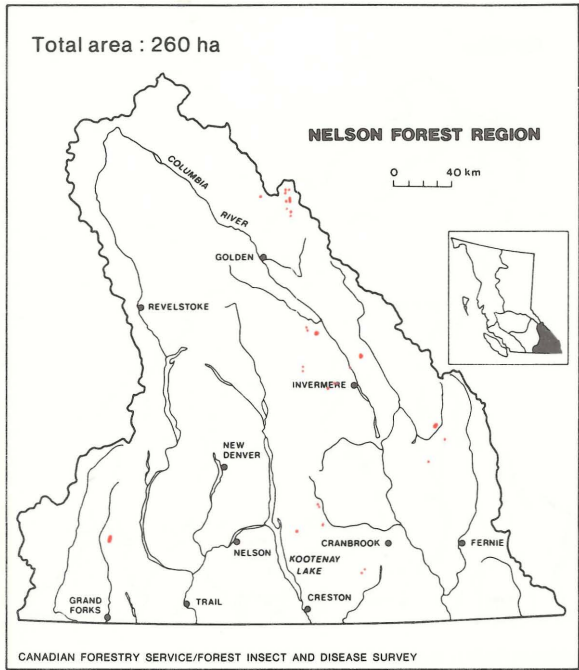 Total area : 260 ha
NELSON FOREST REGION
0 40 km
COLUMBIA
RIVER
GOLDEN
REVELSTOKE
INVERMERE
NEW
DENVER
NELSON
CRANBROOK
FERNIE
KOOTENAY
LAKE
GRAND
FORKS
TRAIL
CRESTON
CANADIAN FORESTRY SERVICE/FOREST INSECT AND DISEASE SURVEY